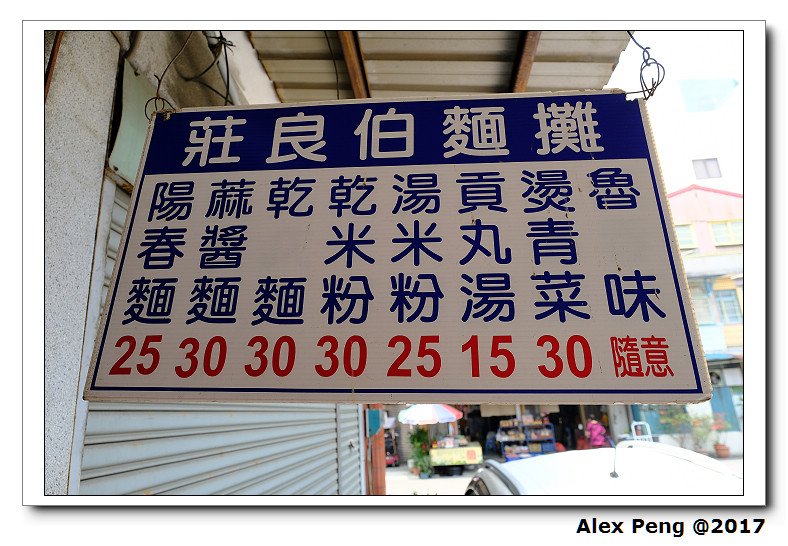 莊良伯麵攤
陽春麵 25
蔴醬麵 30
乾麵 30
乾米粉 30
湯米粉 25
貢丸湯 15
燙青菜 30
魯味 隨意
Alex Peng @2017